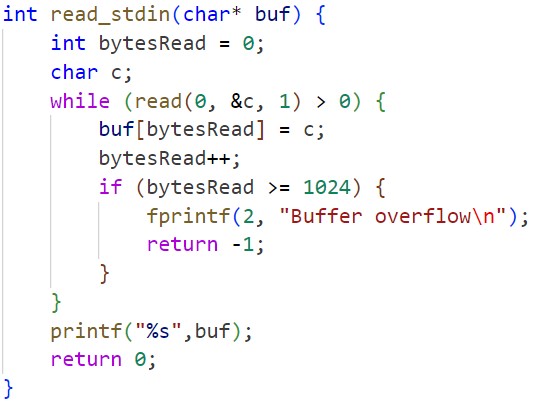 int read_stdin(char* buf) {
    int bytesRead = 0;
    char c;
    while (read(0, &c, 1) > 0) {
        buf[bytesRead] = c;
        bytesRead++;
        if (bytesRead >= 1024) {
            fprintf(2, "Buffer overflow\n");
            return -1;
        }
    }
    printf("%s",buf);
    return 0;
}